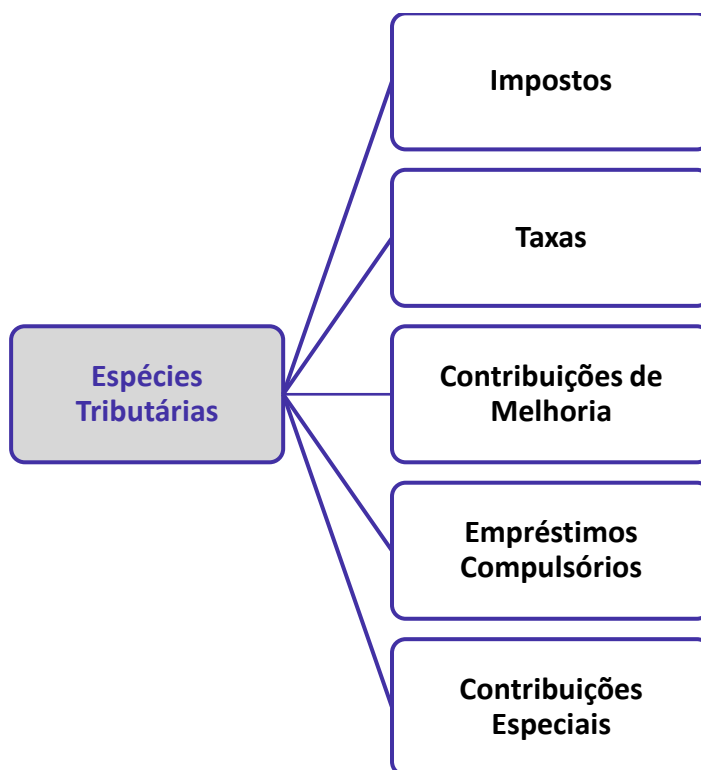 Impostos
Taxas
Espécies
Tributárias
Contribuições de
Melhoria
Empréstimos
Compulsórios
Contribuições
Especiais